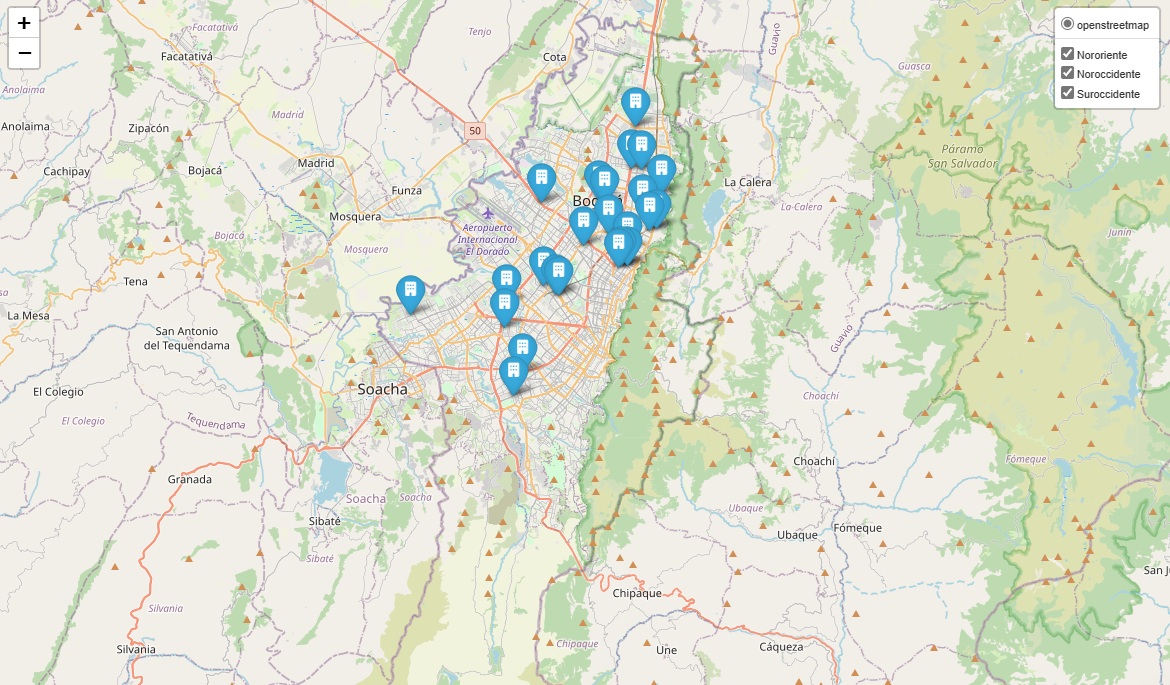 +
−
openstreetmap
Nororiente
Noroccidente
Suroccidente
Facatativá
Facatativá
Tenjo
Cota
Guavio
Guasca
Anolaima
Madrid
50
Anolaima
Zipacón
Páramo
San Salvador
Cachipay
Bojacá
Madrid
Funza
La Calera
Mosquera
La-Calera
Aeropuerto
Internacional
El Dorado
Bojacá
Mosquera
Junín
Tena
La Mesa
San Antonio
del Tequendama
Guavio
El Colegio
Soacha
Choachí
El Colegio
Tequendama
Choachí
Fómeque
Granada
Soacha
Soacha
Sibaté
Ubaque
Ubaque
Fómeque
Sibaté
San
Chipaque
Silvania
Silvania
Chipaque
Une
Cáqueza